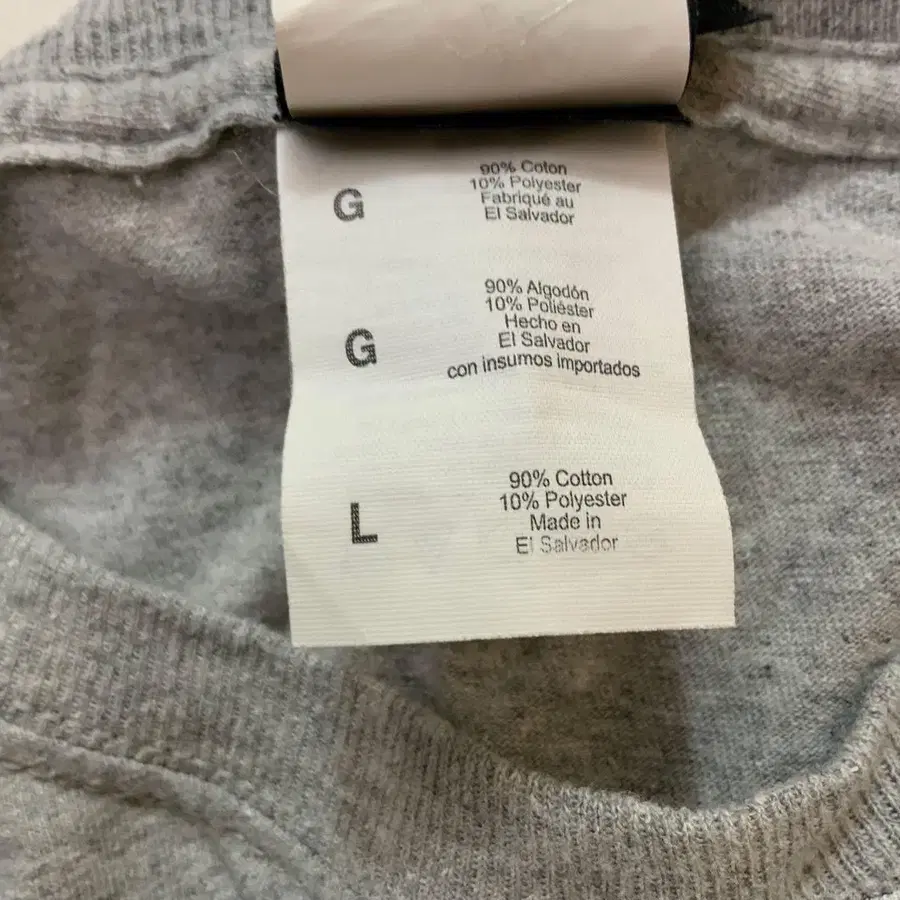 G
90% Coton
10% Polyester
Fabriqué au
El Salvador
G
90% Algodón
10% Poliéster
Hecho en
El Salvador
con insumos importados
L
90% Cotton
10% Polyester
Made in
El Salvador